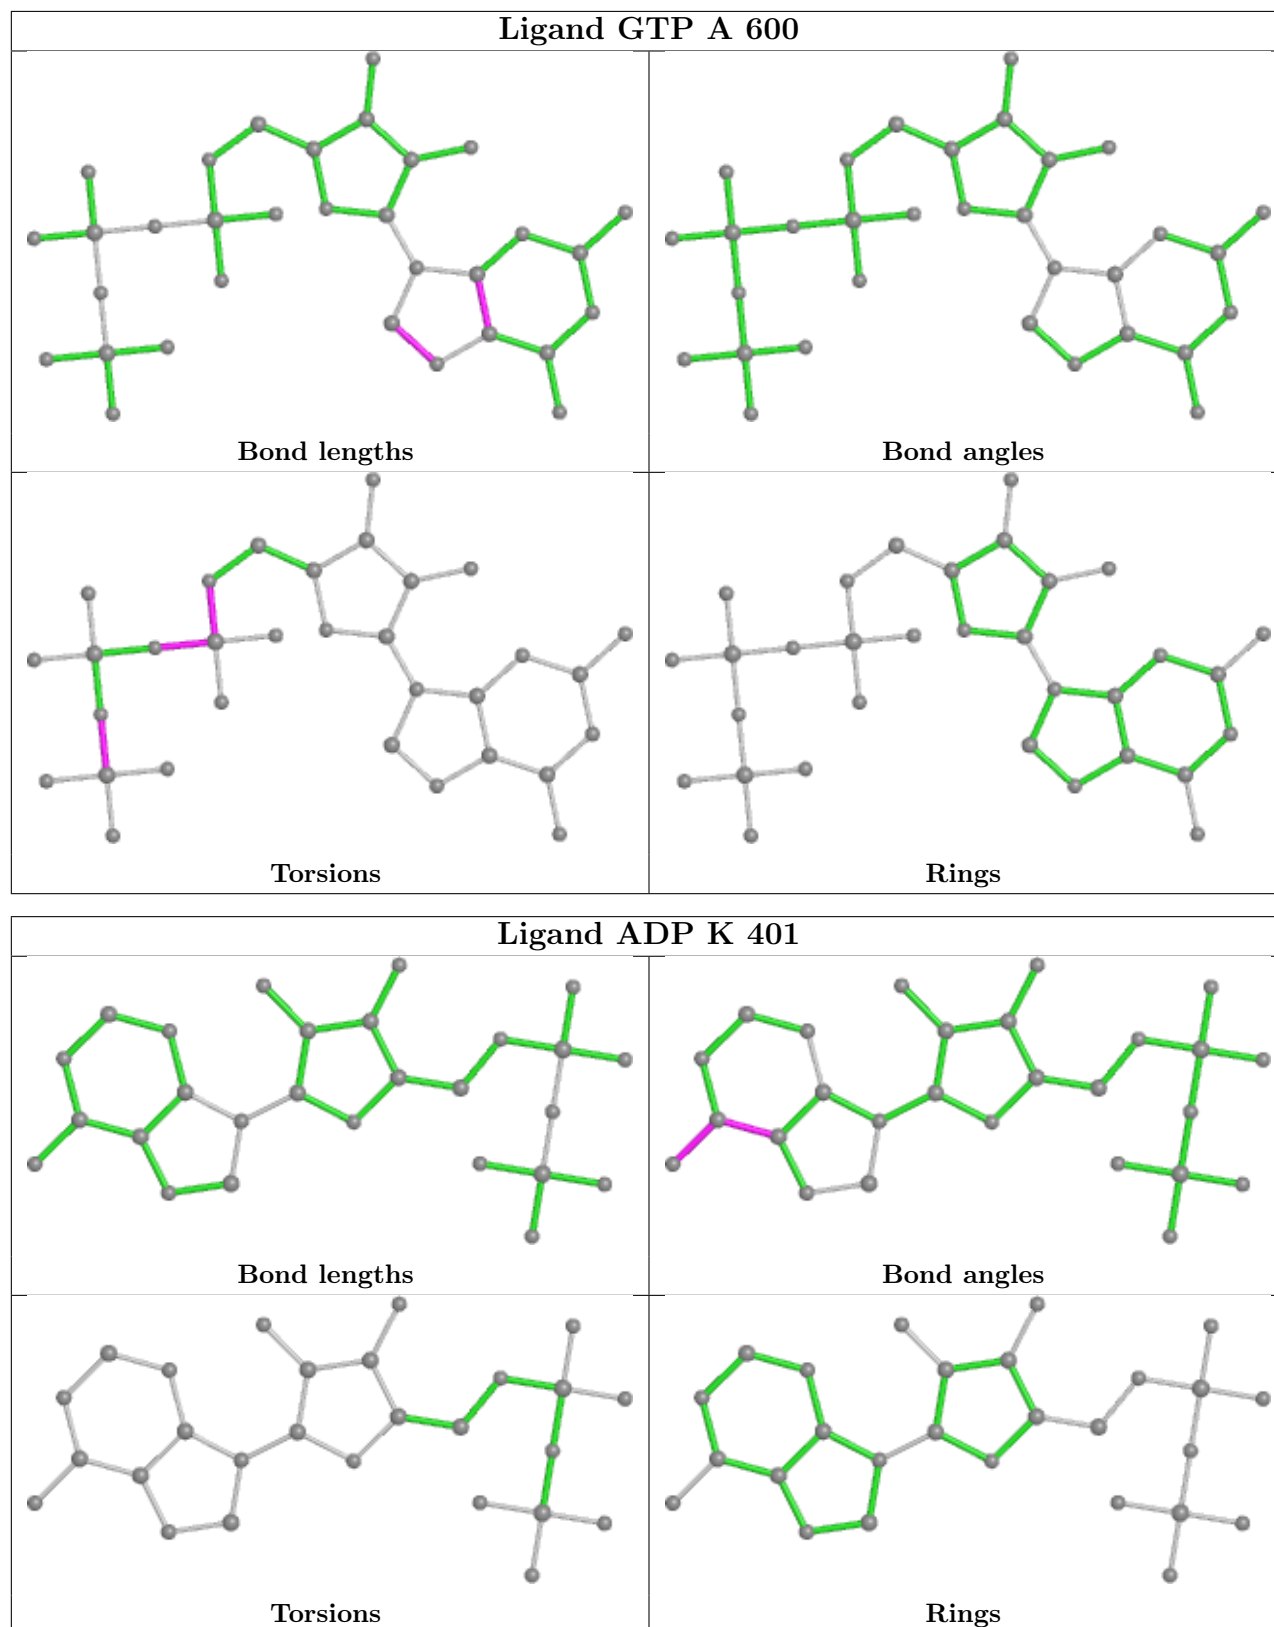 Ligand GTP A 600
Bond lengths
Bond angles
Torsions
Rings
Ligand ADP K 401
Bond lengths
Bond angles
Torsions
Rings